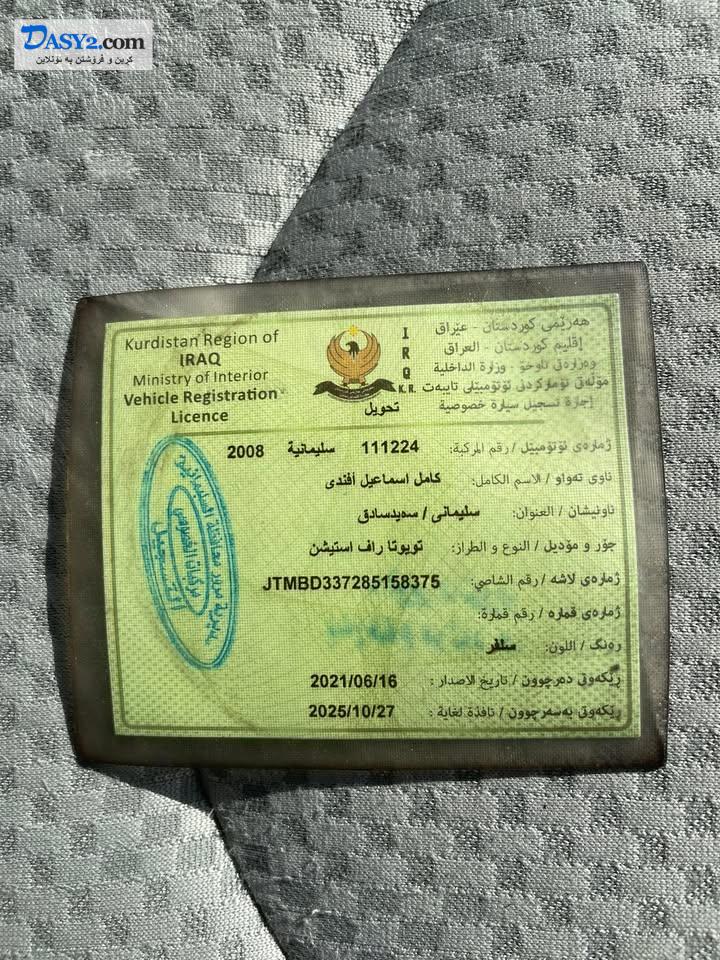 DASY2.com
کرین و فرۆشتن بە ئۆنلاین
Kurdistan Region of
IRAQ
Ministry of Interior
Vehicle Registration
Licence
I R Q
K.R.
هەرێمی کوردستان - عێراق
إقليم كوردستان - العراق
وەزارەتی ناوخۆ - وزارة الداخلية
مۆڵەتی تۆمارکردنی ئۆتۆمبێلی تایبەت
إجازة تسجيل سيارة خصوصية
تحويل
ژمارەی ئۆتۆمبێل / رقم المركبة: 111224 سليمانية 2008
ناوی تەواو / الاسم الكامل: كامل اسماعيل أفندى
ناونیشان / العنوان: سلێمانی / سەیدسادق
جۆر و مۆدیل / النوع و الطراز: تويوتا راف استيشن
ژمارەی لاشە / رقم الشاصي: JTMBD337285158375
ژمارەی قمارە / رقم قمارة:
ڕەنگ / اللون: سلفر
ڕێکەوتی دەرچوون / تاريخ الاصدار : 2021/06/16
ڕێکەوتی بەسەرچوون / نافذة لغاية : 2025/10/27